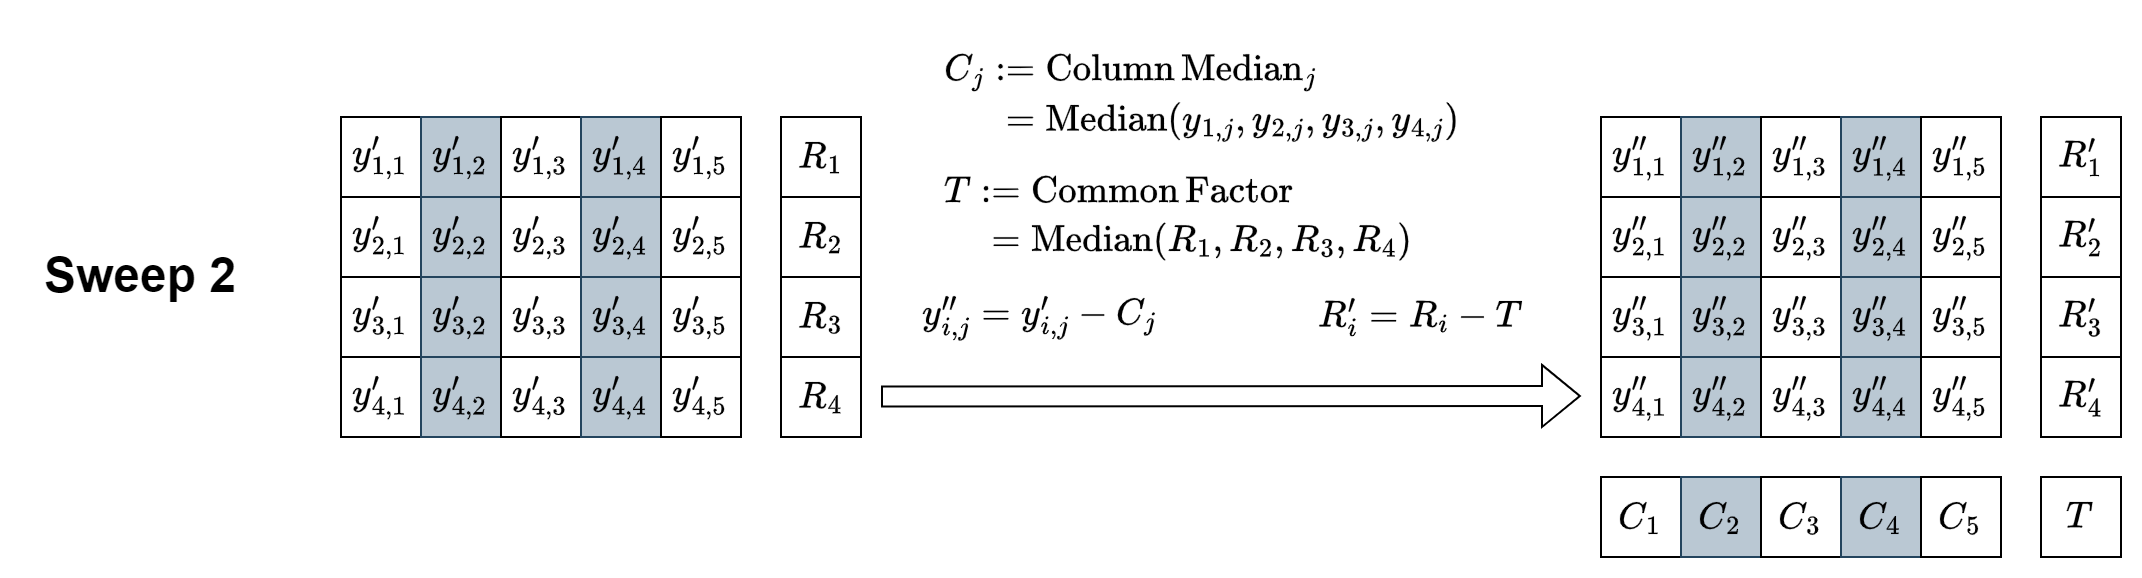 Sweep 2
C_j := Column Median_j
= Median(y_{1,j}, y_{2,j}, y_{3,j}, y_{4,j})
T := Common Factor
= Median(R_1, R_2, R_3, R_4)
y''_{i,j} = y'_{i,j} − C_j
R'_i = R_i − T
y'_{1,1} y'_{1,2} y'_{1,3} y'_{1,4} y'_{1,5} R_1
y'_{2,1} y'_{2,2} y'_{2,3} y'_{2,4} y'_{2,5} R_2
y'_{3,1} y'_{3,2} y'_{3,3} y'_{3,4} y'_{3,5} R_3
y'_{4,1} y'_{4,2} y'_{4,3} y'_{4,4} y'_{4,5} R_4
y''_{1,1} y''_{1,2} y''_{1,3} y''_{1,4} y''_{1,5} R'_1
y''_{2,1} y''_{2,2} y''_{2,3} y''_{2,4} y''_{2,5} R'_2
y''_{3,1} y''_{3,2} y''_{3,3} y''_{3,4} y''_{3,5} R'_3
y''_{4,1} y''_{4,2} y''_{4,3} y''_{4,4} y''_{4,5} R'_4
C_1 C_2 C_3 C_4 C_5 T